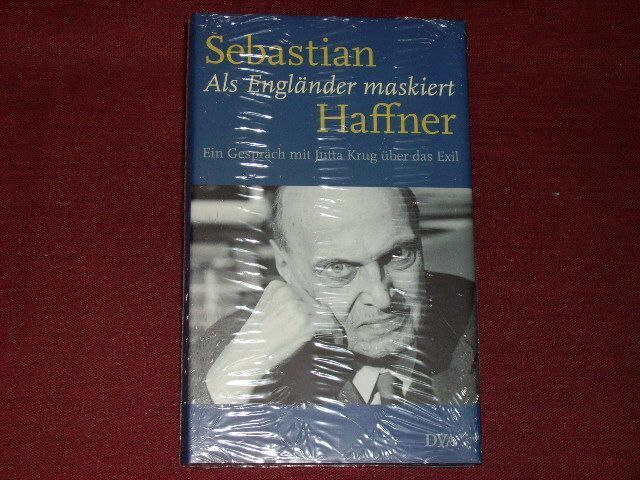 Sebastian
Als Engländer maskiert
Haffner
Ein Gespräch mit Jutta Krug über das Exil
DVA